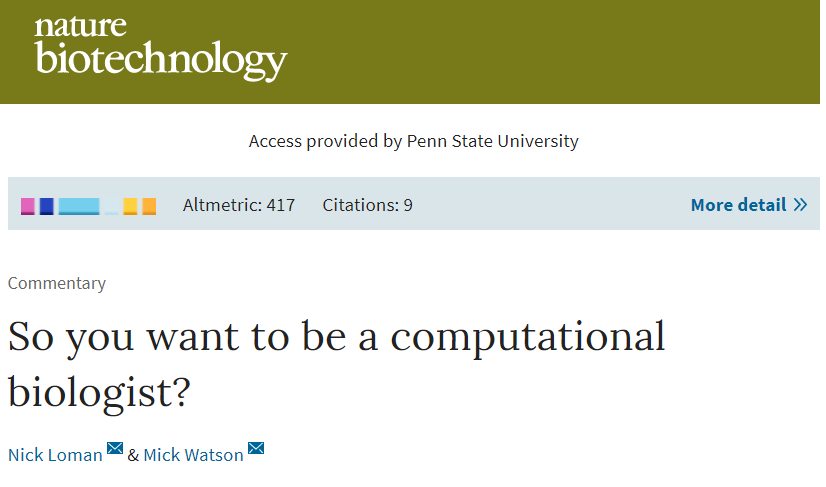 nature
biotechnology
Access provided by Penn State University
Altmetric: 417 Citations: 9 More detail »
Commentary
So you want to be a computational
biologist?
Nick Loman & Mick Watson